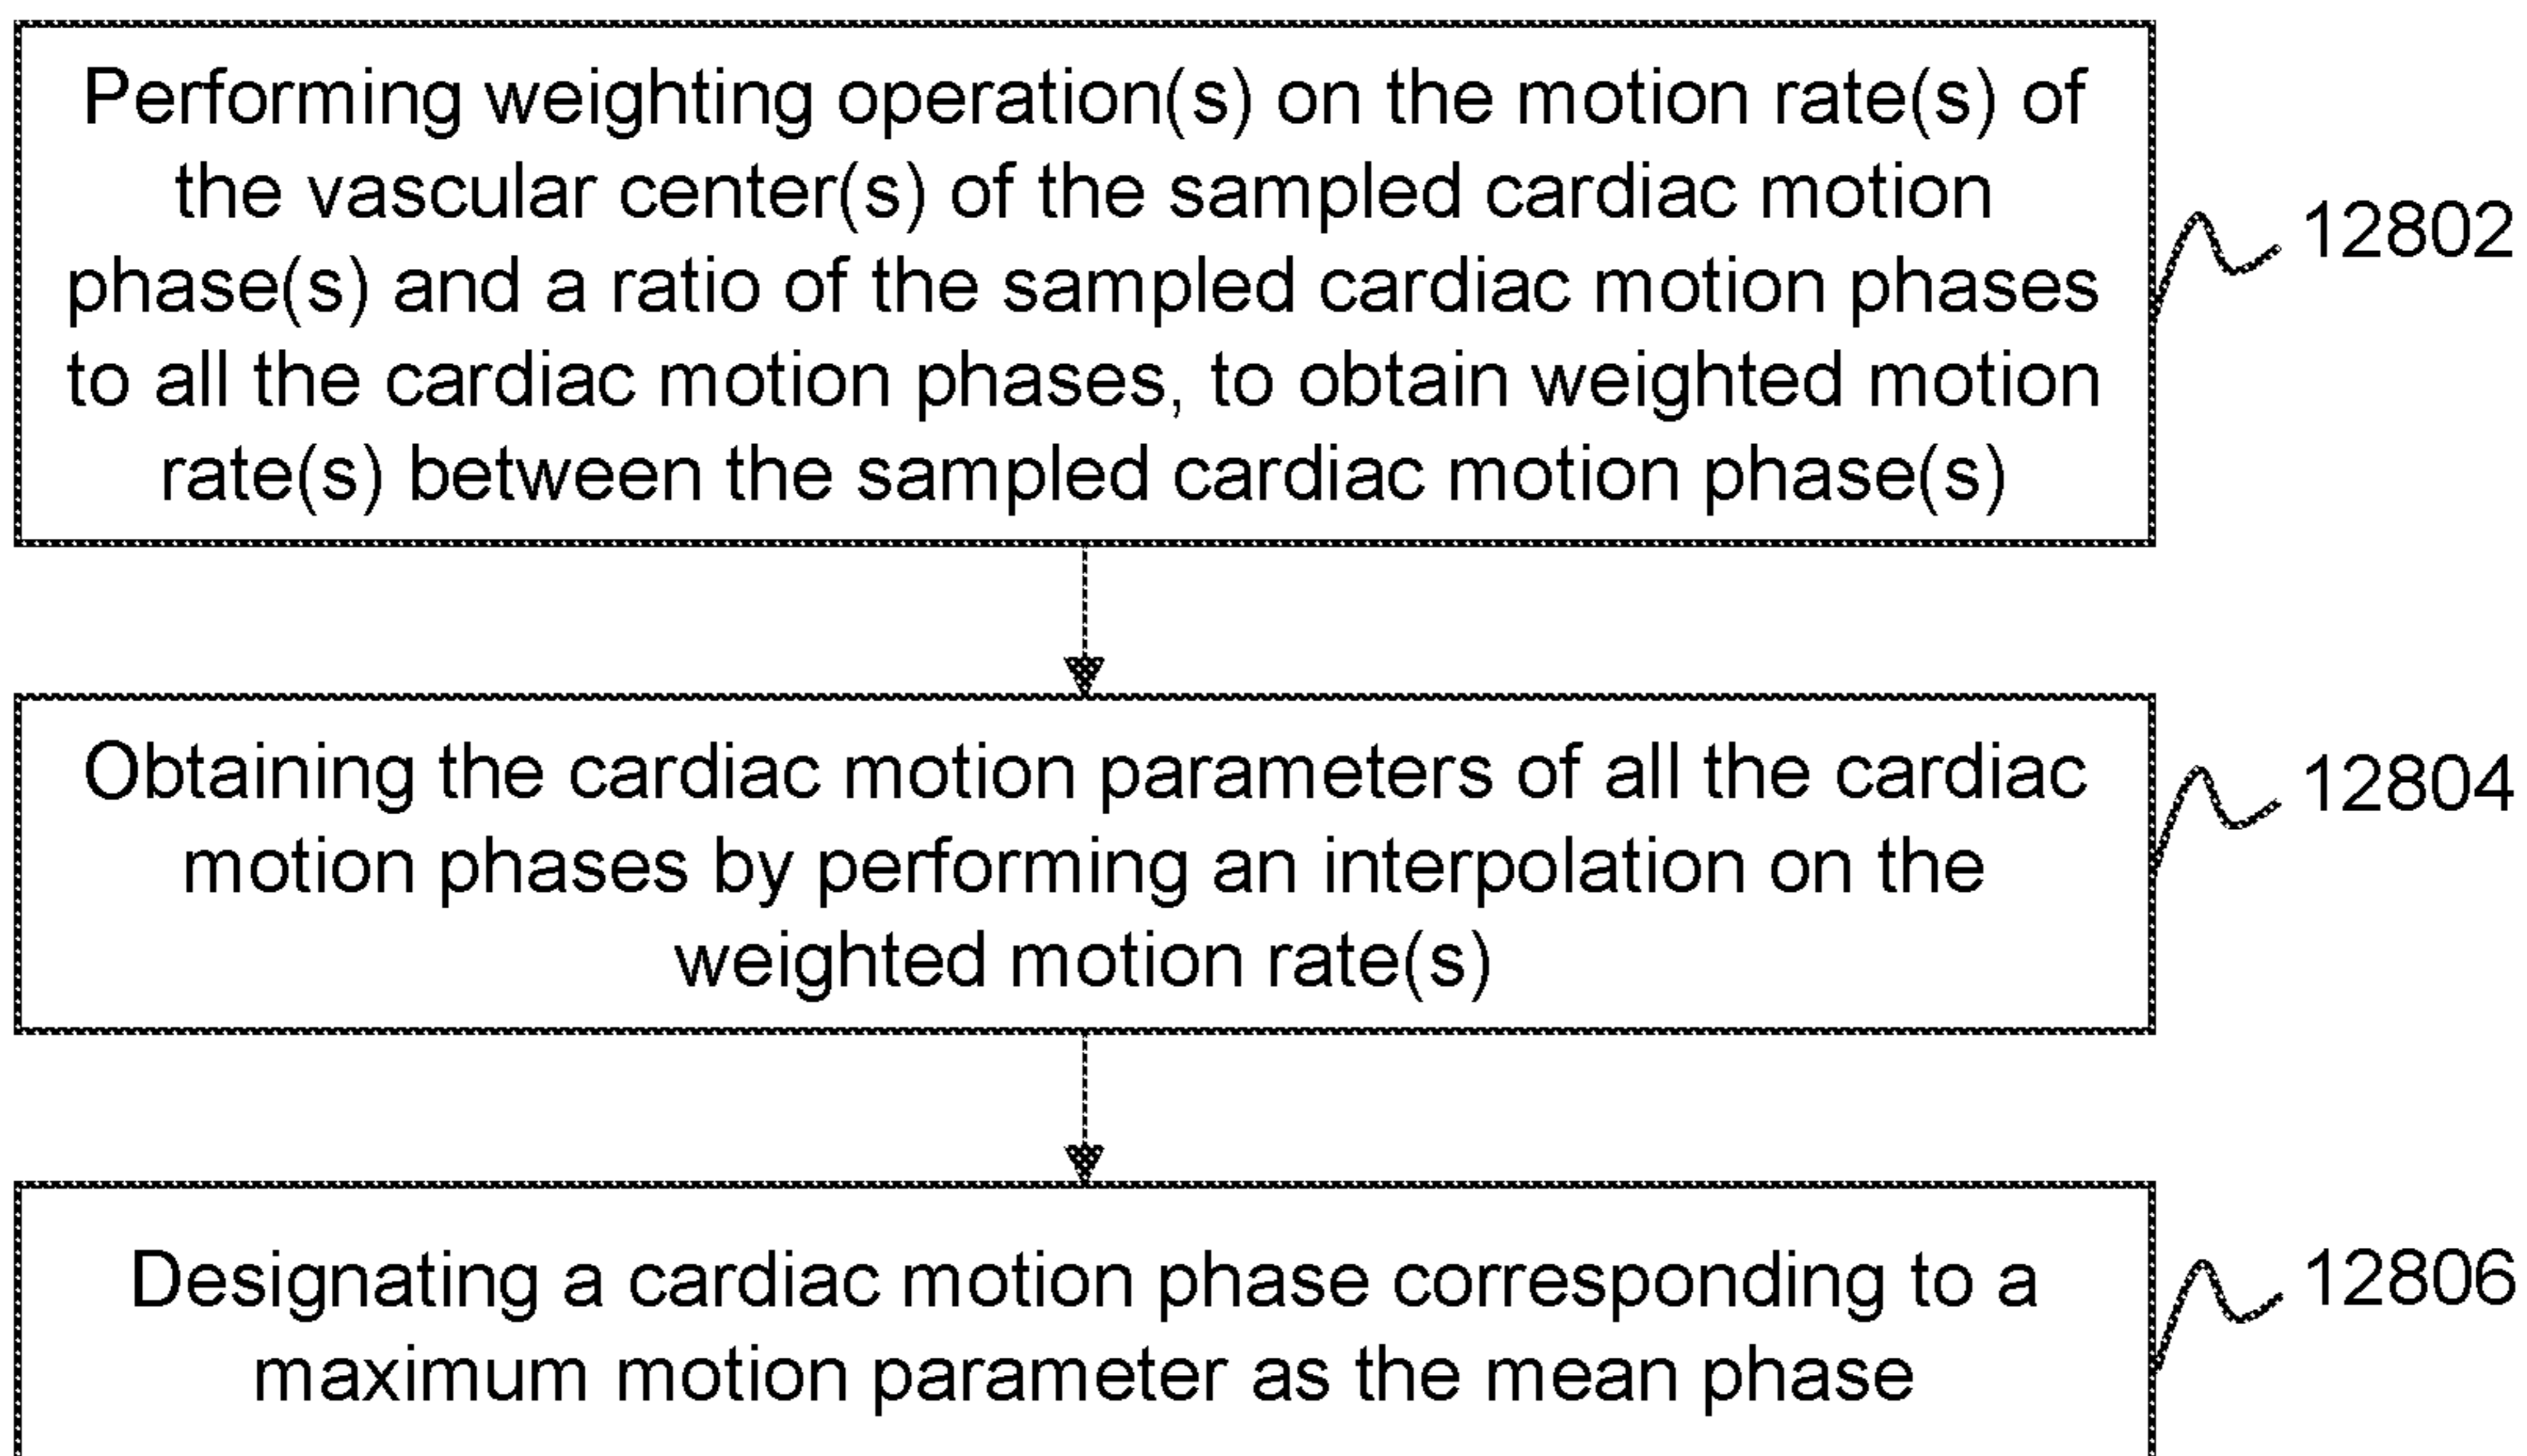 Performing weighting operation(s) on the motion rate(s) of
the vascular center(s) of the sampled cardiac motion
phase(s) and a ratio of the sampled cardiac motion phases
to all the cardiac motion phases, to obtain weighted motion
rate(s) between the sampled cardiac motion phase(s)
12802
Obtaining the cardiac motion parameters of all the cardiac
motion phases by performing an interpolation on the
weighted motion rate(s)
12804
Designating a cardiac motion phase corresponding to a
maximum motion parameter as the mean phase
12806